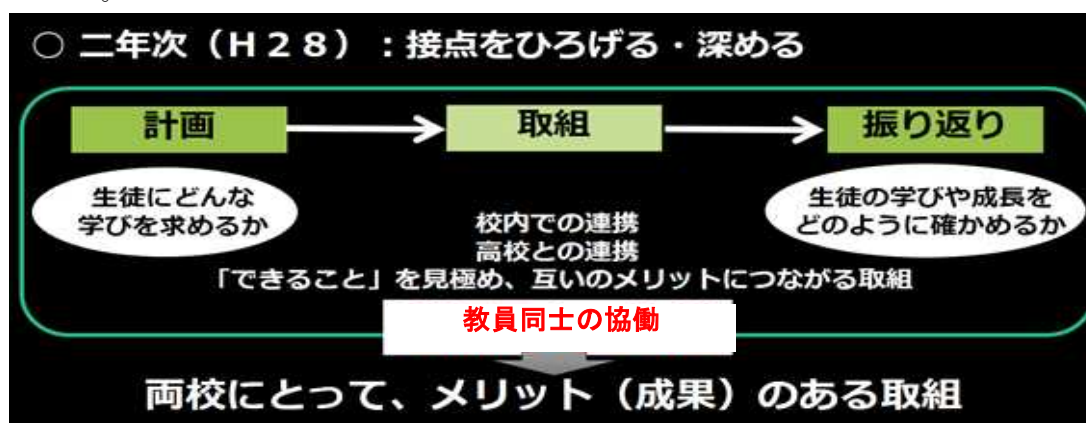 ○ 二年次（H28）：接点をひろげる・深める
計画
取組
振り返り
生徒にどんな
学びを求めるか
生徒の学びや成長を
どのように確かめるか
校内での連携
高校との連携
「できること」を見極め、互いのメリットにつながる取組
教員同士の協働
両校にとって、メリット（成果）のある取組